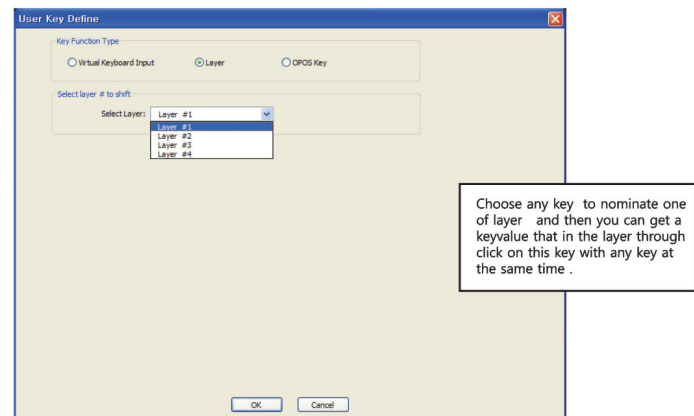 User Key Define
Key Function Type
Virtual Keyboard Input Layer OPOS Key
Select layer # to shift
Select Layer: Layer #1
Layer #1
Layer #2
Layer #3
Layer #4
Choose any key to nominate one
of layer and then you can get a
keyvalue that in the layer through
click on this key with any key at
the same time .
OK Cancel